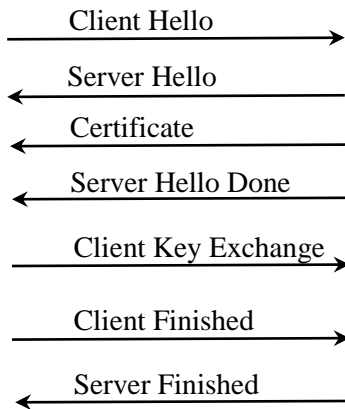 Client Hello
Server Hello
Certificate
Server Hello Done
Client Key Exchange
Client Finished
Server Finished